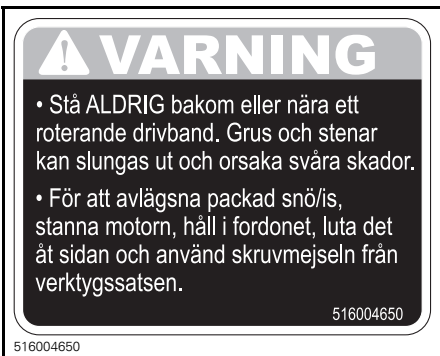 VARNING
• Stå ALDRIG bakom eller nära ett
roterande drivband. Grus och stenar
kan slungas ut och orsaka svåra skador.
• För att avlägsna packad snö/is,
stanna motorn, håll i fordonet, luta det
åt sidan och använd skruvmejseln från
verktygssatsen.
516004650
516004650